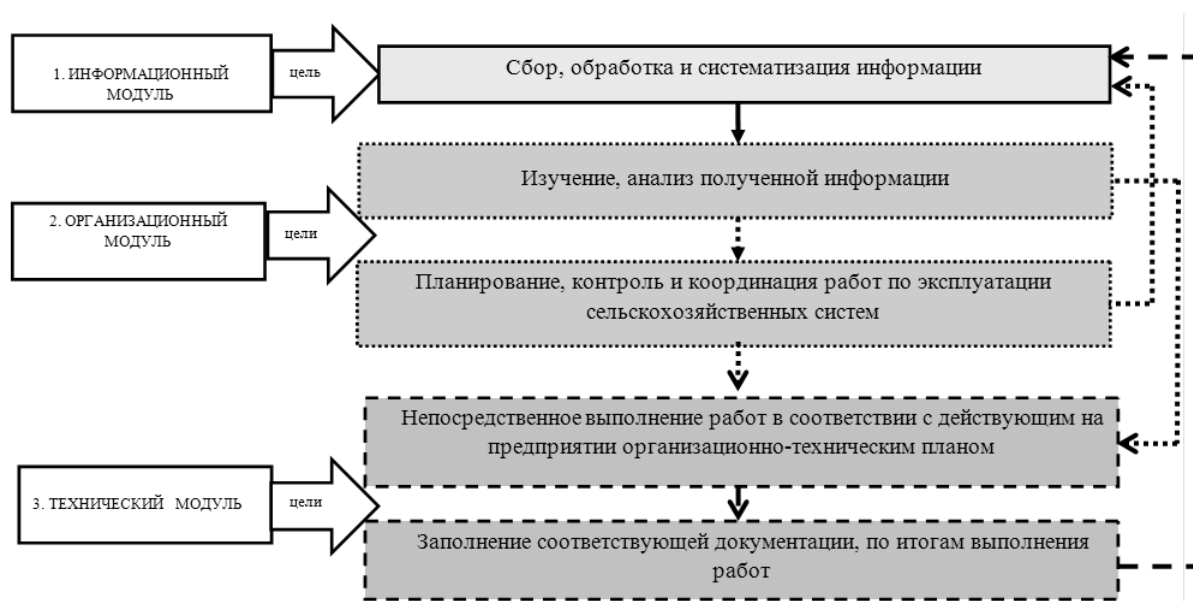 1. ИНФОРМАЦИОННЫЙ
МОДУЛЬ
цель
Сбор, обработка и систематизация информации
Изучение, анализ полученной информации
2. ОРГАНИЗАЦИОННЫЙ
МОДУЛЬ
цели
Планирование, контроль и координация работ по эксплуатации
сельскохозяйственных систем
Непосредственное выполнение работ в соответствии с действующим на
предприятии организационно-техническим планом
3. ТЕХНИЧЕСКИЙ МОДУЛЬ
цели
Заполнение соответствующей документации, по итогам выполнения
работ